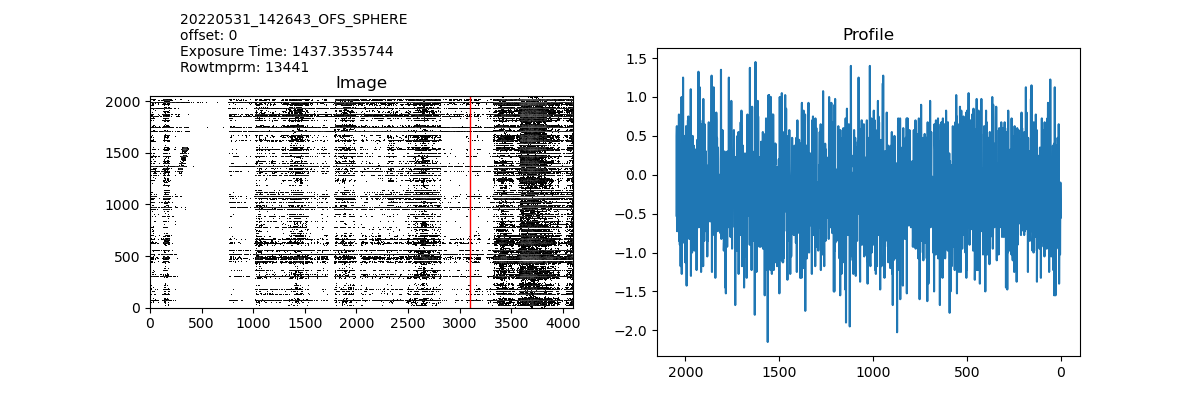 20220531_142643_OFS_SPHERE
offset: 0
Exposure Time: 1437.3535744
Rowtmprm: 13441
Image
2000
1500
1000
500
0
0 500 1000 1500 2000 2500 3000 3500 4000
Profile
1.5
1.0
0.5
0.0
−0.5
−1.0
−1.5
−2.0
2000 1500 1000 500 0